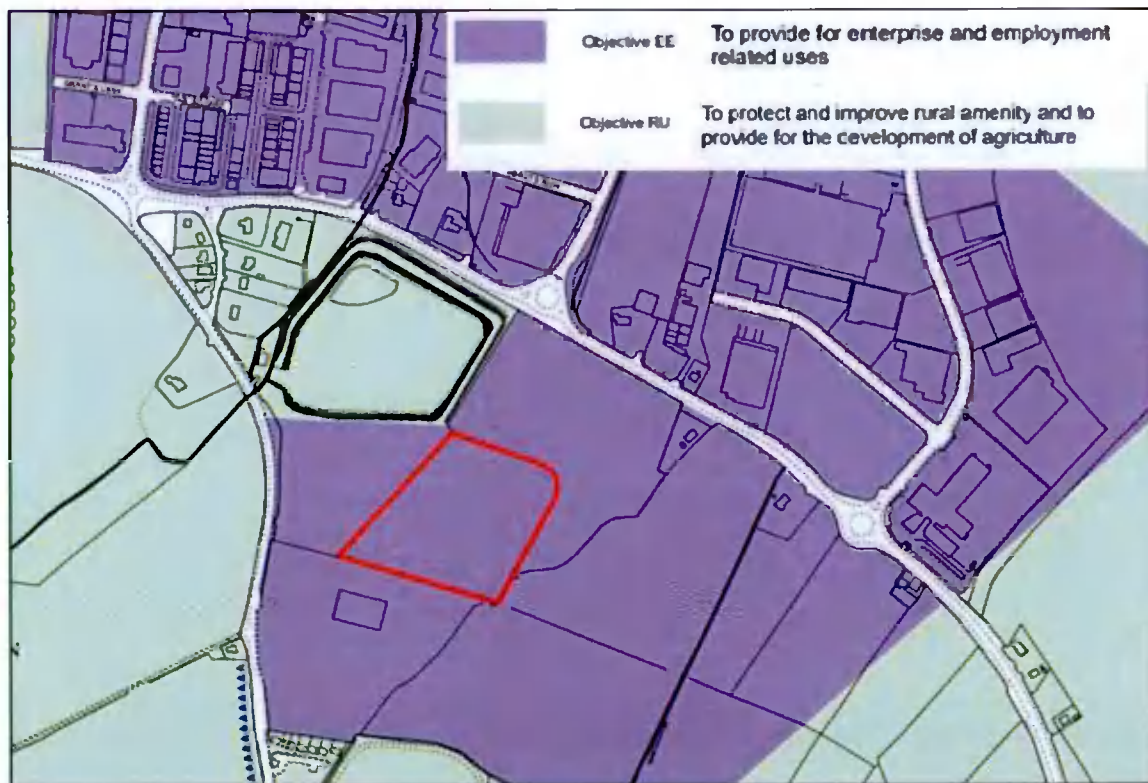 Objective EE
To provide for enterprise and employment
related uses
Objective RU
To protect and improve rural amenity and to
provide for the development of agriculture